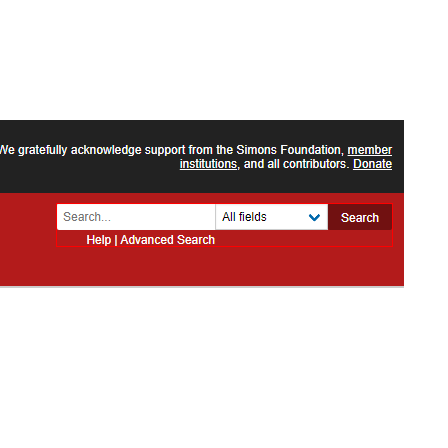 We gratefully acknowledge support from the Simons Foundation, member
institutions, and all contributors. Donate
Search...
All fields
Search
Help | Advanced Search